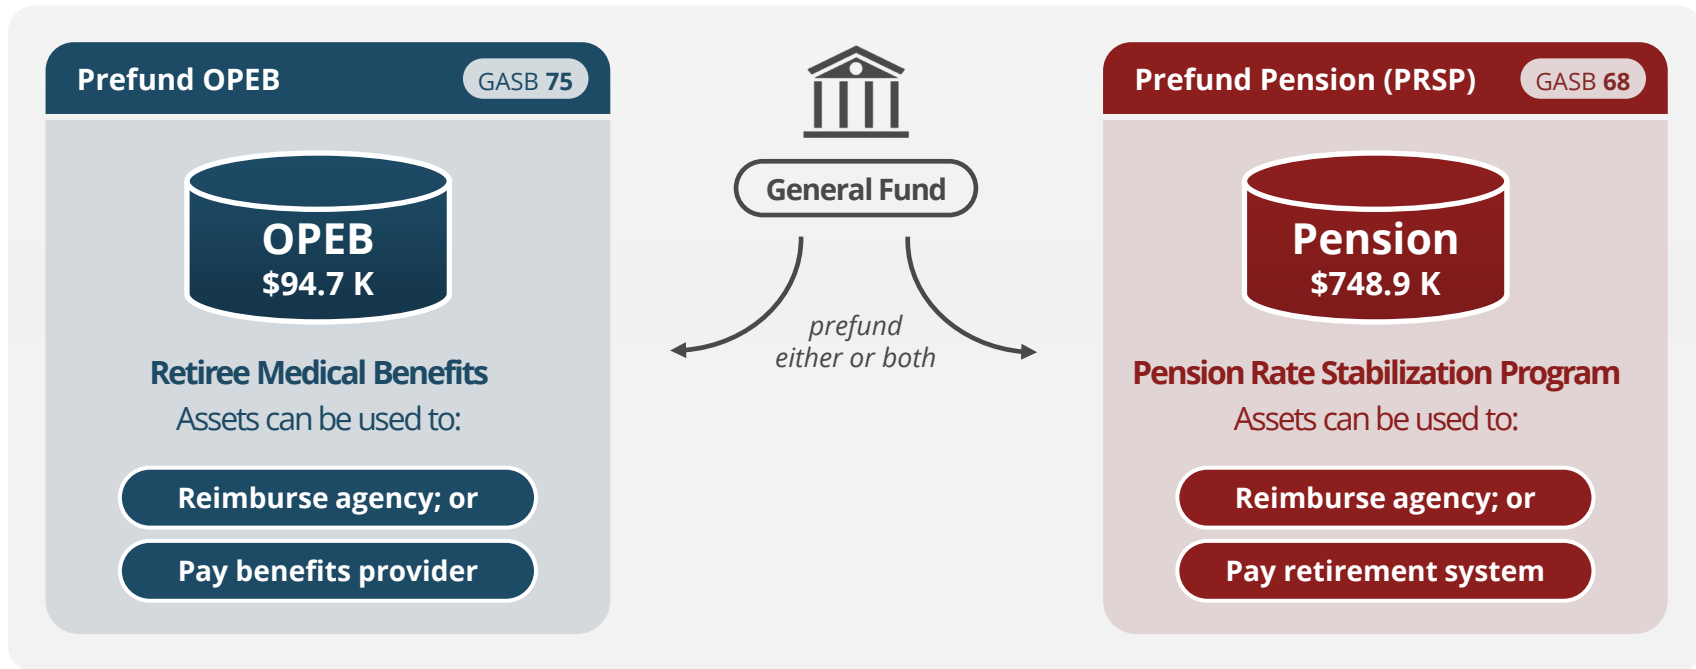 Prefund OPEB
GASB 75
OPEB
$94.7 K
Retiree Medical Benefits
Assets can be used to:
Reimburse agency; or
Pay benefits provider
General Fund
prefund
either or both
Prefund Pension (PRSP)
GASB 68
Pension
$748.9 K
Pension Rate Stabilization Program
Assets can be used to:
Reimburse agency; or
Pay retirement system